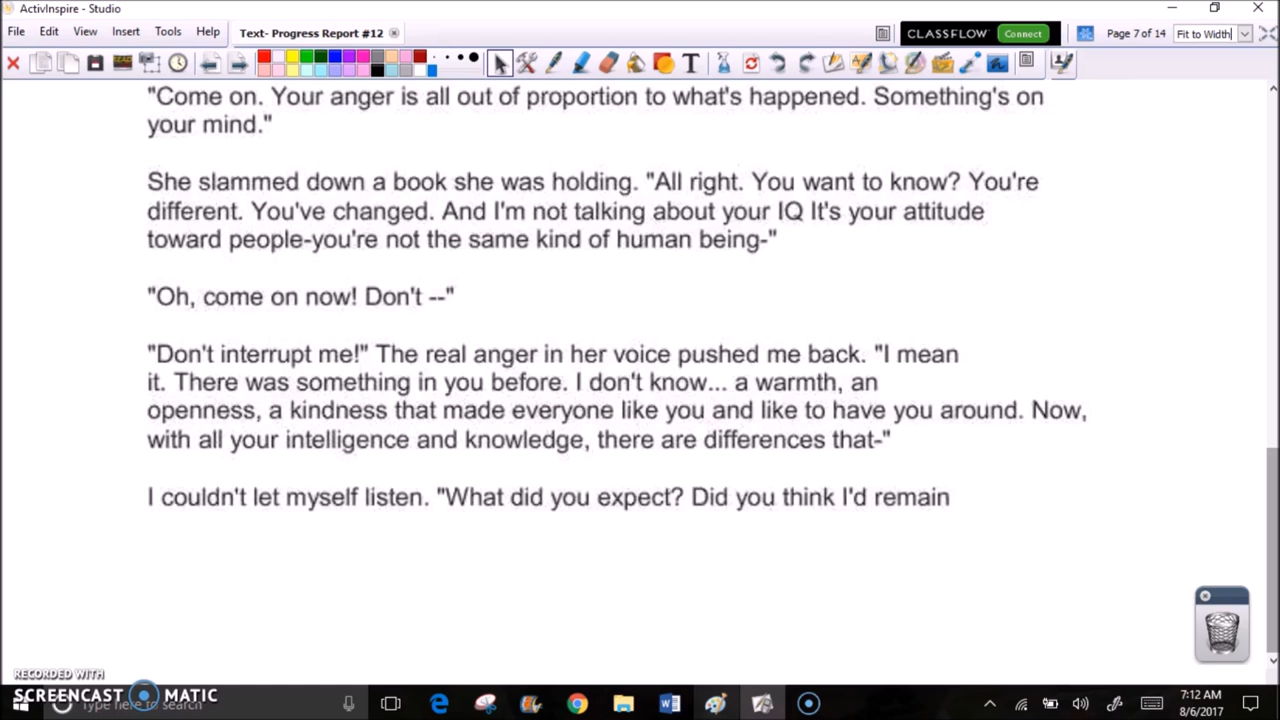 ActivInspire - Studio
File Edit View Insert Tools Help Text- Progress Report #12 CLASSFLOW Connect Page 7 of 14 Fit to Width
"Come on. Your anger is all out of proportion to what's happened. Something's on
your mind."
She slammed down a book she was holding. "All right. You want to know? You're
different. You've changed. And I'm not talking about your IQ It's your attitude
toward people-you're not the same kind of human being-"
"Oh, come on now! Don't --"
"Don't interrupt me!" The real anger in her voice pushed me back. "I mean
it. There was something in you before. I don't know... a warmth, an
openness, a kindness that made everyone like you and like to have you around. Now,
with all your intelligence and knowledge, there are differences that-"
I couldn't let myself listen. "What did you expect? Did you think I'd remain
RECORDED WITH
SCREENCAST MATIC
Type here to search
7:12 AM
8/6/2017